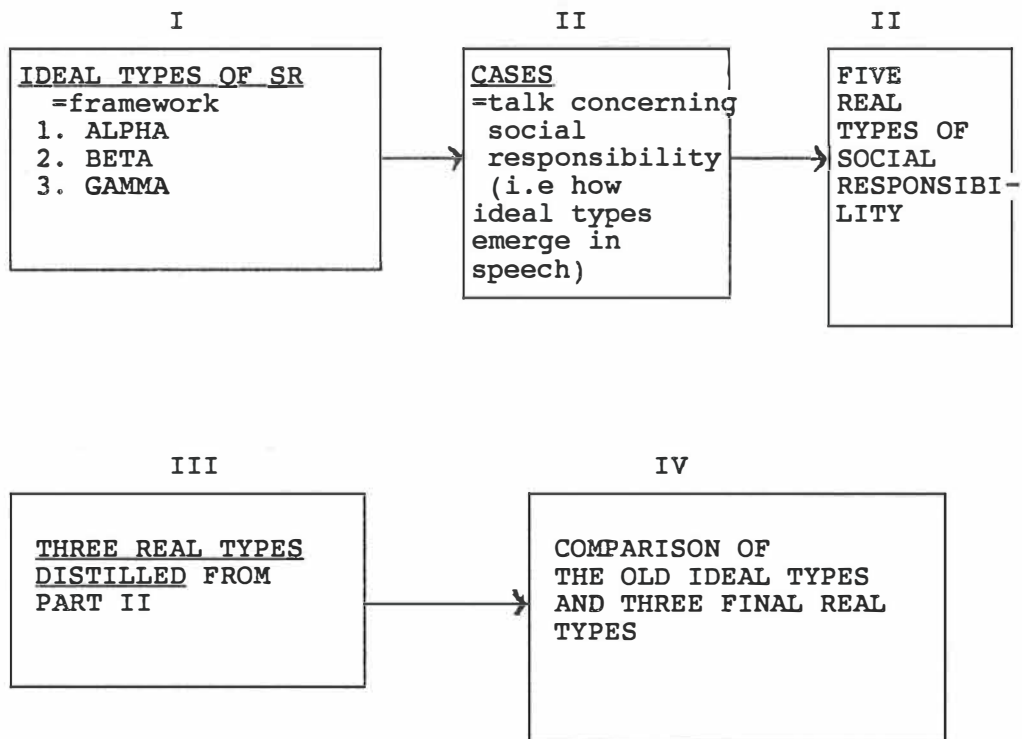 I
IDEAL TYPES OF SR
=framework
1. ALPHA
2. BETA
3. GAMMA
II
CASES
=talk concerning
social
responsibility
(i.e how
ideal types
emerge in
speech)
II
FIVE
REAL
TYPES OF
SOCIAL
RESPONSIBI-
LITY
III
THREE REAL TYPES
DISTILLED FROM
PART II
IV
COMPARISON OF
THE OLD IDEAL TYPES
AND THREE FINAL REAL
TYPES